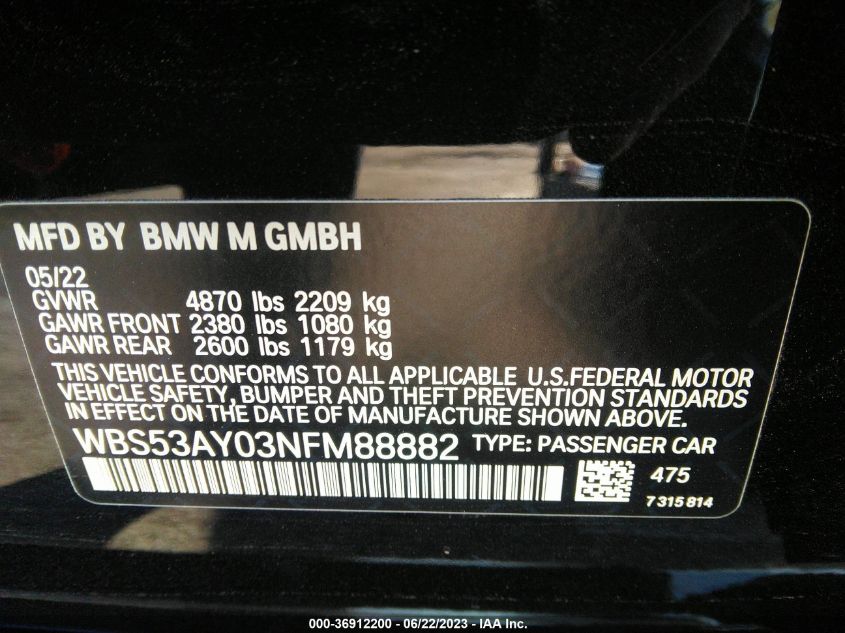 MFD BY BMW M GMBH
05/22
GVWR 4870 lbs 2209 kg
GAWR FRONT 2380 lbs 1080 kg
GAWR REAR 2600 lbs 1179 kg
THIS VEHICLE CONFORMS TO ALL APPLICABLE U.S.FEDERAL MOTOR
VEHICLE SAFETY, BUMPER AND THEFT PREVENTION STANDARDS
IN EFFECT ON THE DATE OF MANUFACTURE SHOWN ABOVE.
WBS53AY03NFM88882 TYPE: PASSENGER CAR
475
7315814
000-36912200 - 06/22/2023 - IAA Inc.